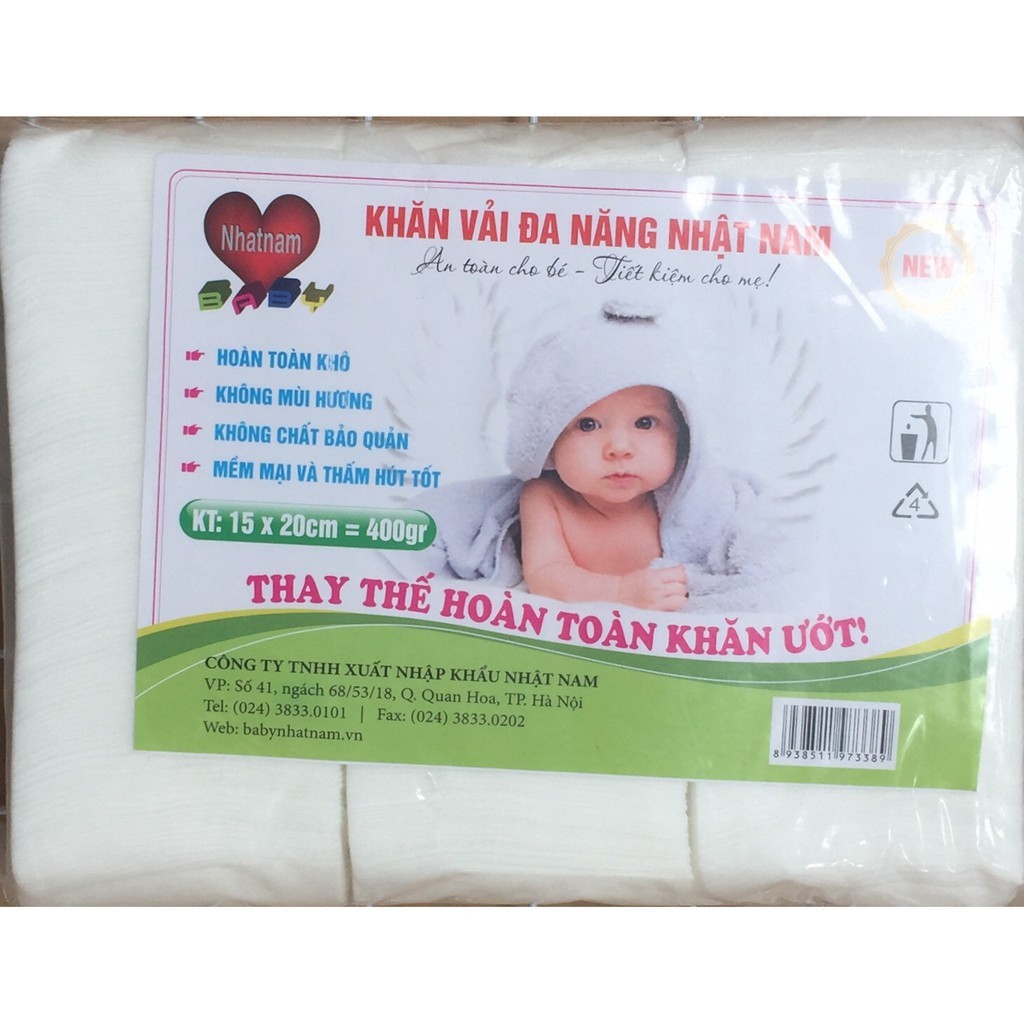 Nhatnam
BABY
KHĂN VẢI ĐA NĂNG NHẬT NAM
An toàn cho bé - Tiết kiệm cho mẹ!
NEW
HOÀN TOÀN KHÔ
KHÔNG MÙI HƯƠNG
KHÔNG CHẤT BẢO QUẢN
MỀM MẠI VÀ THẤM HÚT TỐT
KT: 15 x 20cm = 400gr
4
THAY THẾ HOÀN TOÀN KHĂN ƯỚT!
CÔNG TY TNHH XUẤT NHẬP KHẨU NHẬT NAM
VP: Số 41, ngách 68/53/18, Q. Quan Hoa, TP. Hà Nội
Tel: (024) 3833.0101 | Fax: (024) 3833.0202
Web: babynhatnam.vn
8 938511 973389